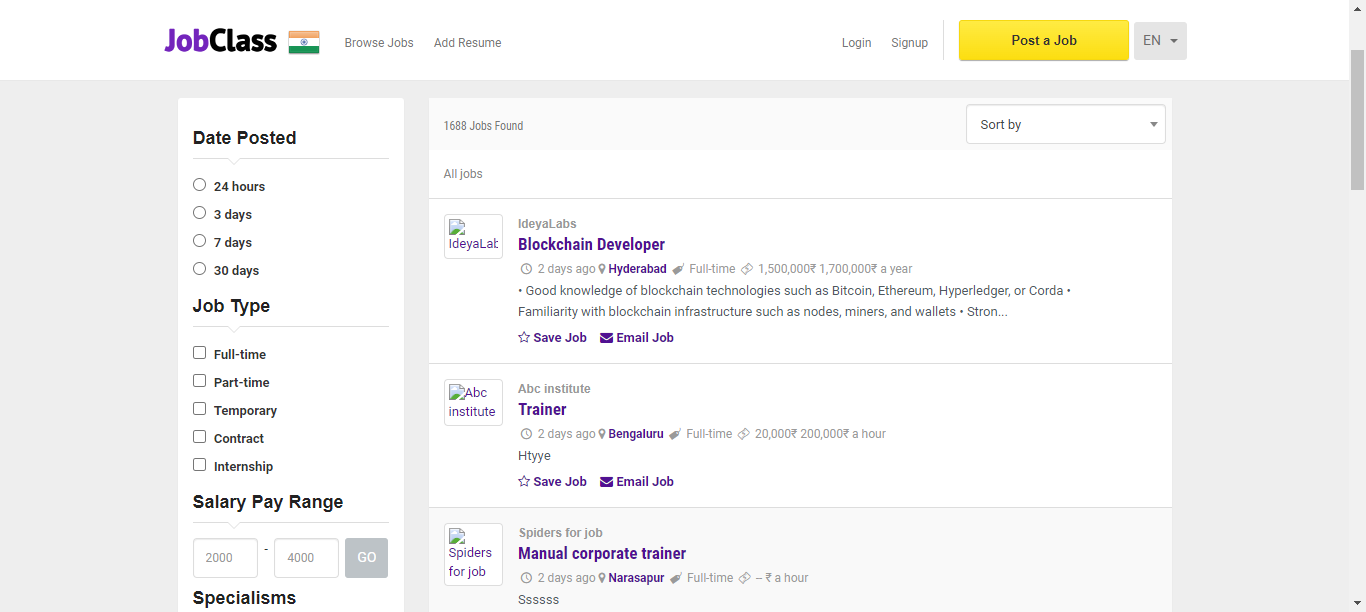 JobClass
Browse Jobs
Add Resume
Login
Signup
Post a Job
EN
Date Posted
24 hours
3 days
7 days
30 days
Job Type
Full-time
Part-time
Temporary
Contract
Internship
Salary Pay Range
2000
-
4000
GO
Specialisms
1688 Jobs Found
Sort by
All jobs
IdeyaLab
IdeyaLabs
Blockchain Developer
2 days ago Hyderabad Full-time 1,500,000₹ 1,700,000₹ a year
• Good knowledge of blockchain technologies such as Bitcoin, Ethereum, Hyperledger, or Corda •
Familiarity with blockchain infrastructure such as nodes, miners, and wallets • Stron...
Save Job Email Job
Abc
institute
Abc institute
Trainer
2 days ago Bengaluru Full-time 20,000₹ 200,000₹ a hour
Htyye
Save Job Email Job
Spiders
for job
Spiders for job
Manual corporate trainer
2 days ago Narasapur Full-time -- ₹ a hour
Ssssss